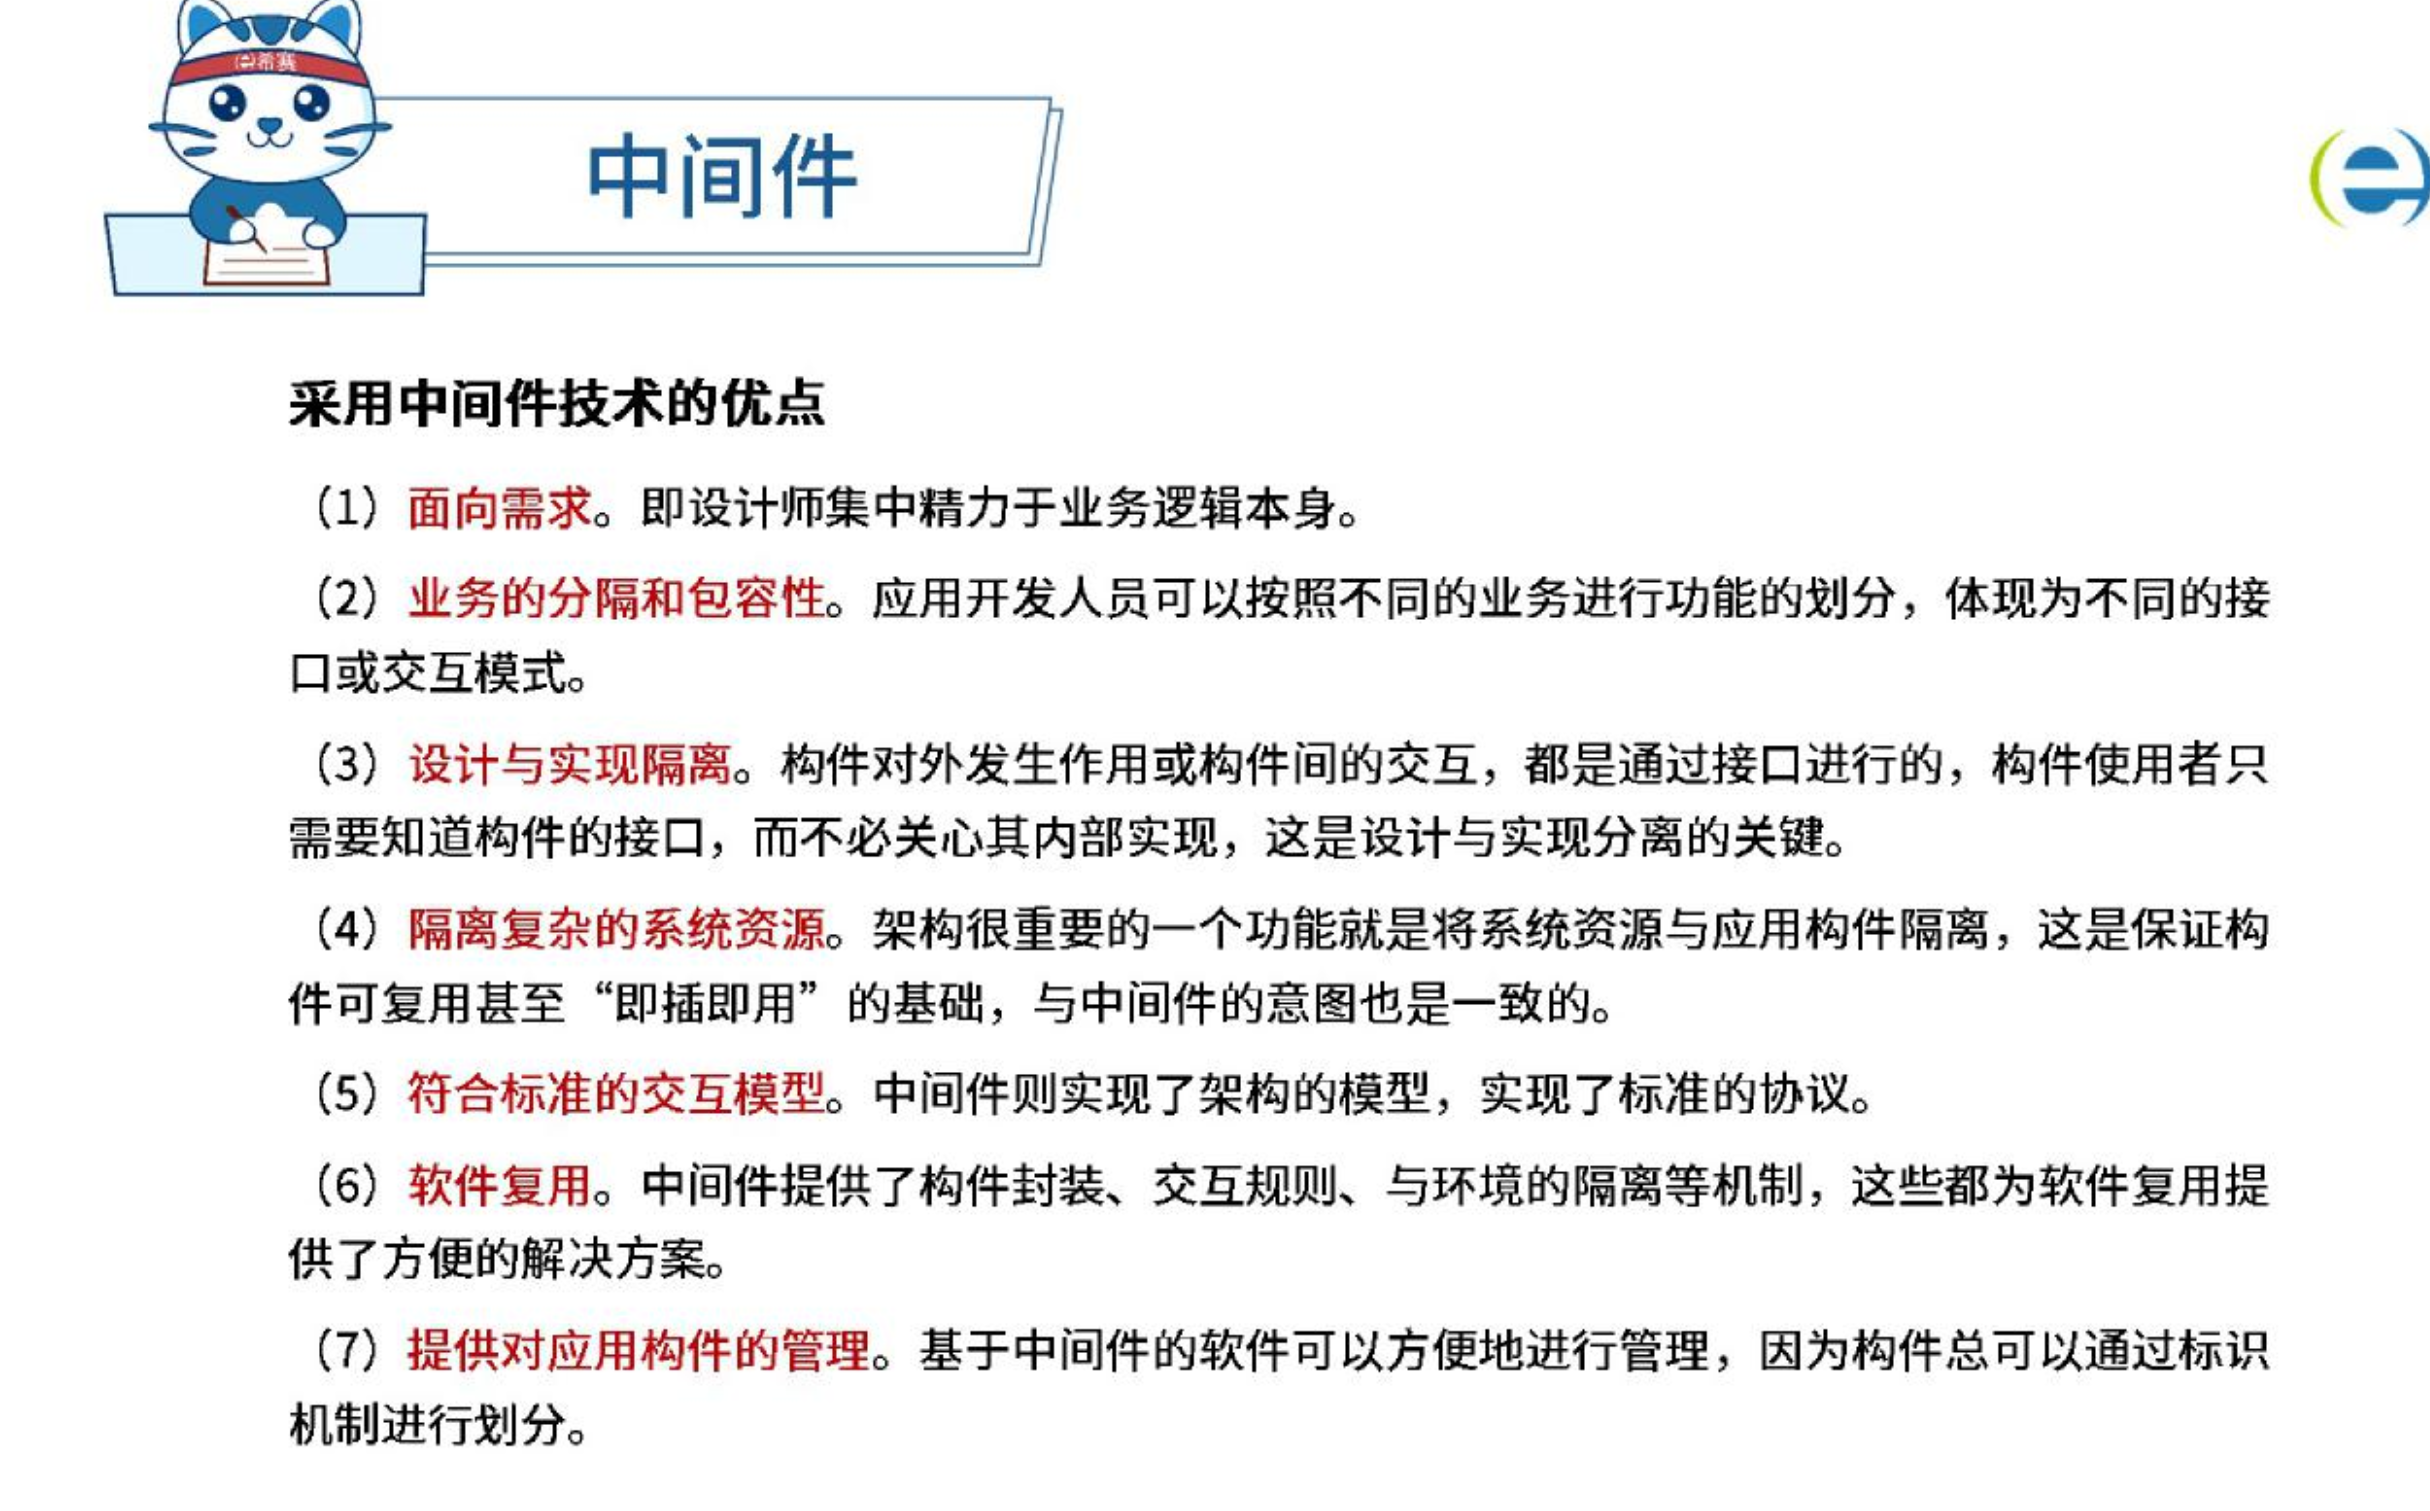 希赛
中间件
e
采用中间件技术的优点
（1）面向需求。即设计师集中精力于业务逻辑本身。
（2）业务的分隔和包容性。应用开发人员可以按照不同的业务进行功能的划分，体现为不同的接
口或交互模式。
（3）设计与实现隔离。构件对外发生作用或构件间的交互，都是通过接口进行的，构件使用者只
需要知道构件的接口，而不必关心其内部实现，这是设计与实现分离的关键。
（4）隔离复杂的系统资源。架构很重要的一个功能就是将系统资源与应用构件隔离，这是保证构
件可复用甚至“即插即用”的基础，与中间件的意图也是一致的。
（5）符合标准的交互模型。中间件则实现了架构的模型，实现了标准的协议。
（6）软件复用。中间件提供了构件封装、交互规则、与环境的隔离等机制，这些都为软件复用提
供了方便的解决方案。
（7）提供对应用构件的管理。基于中间件的软件可以方便地进行管理，因为构件总可以通过标识
机制进行划分。